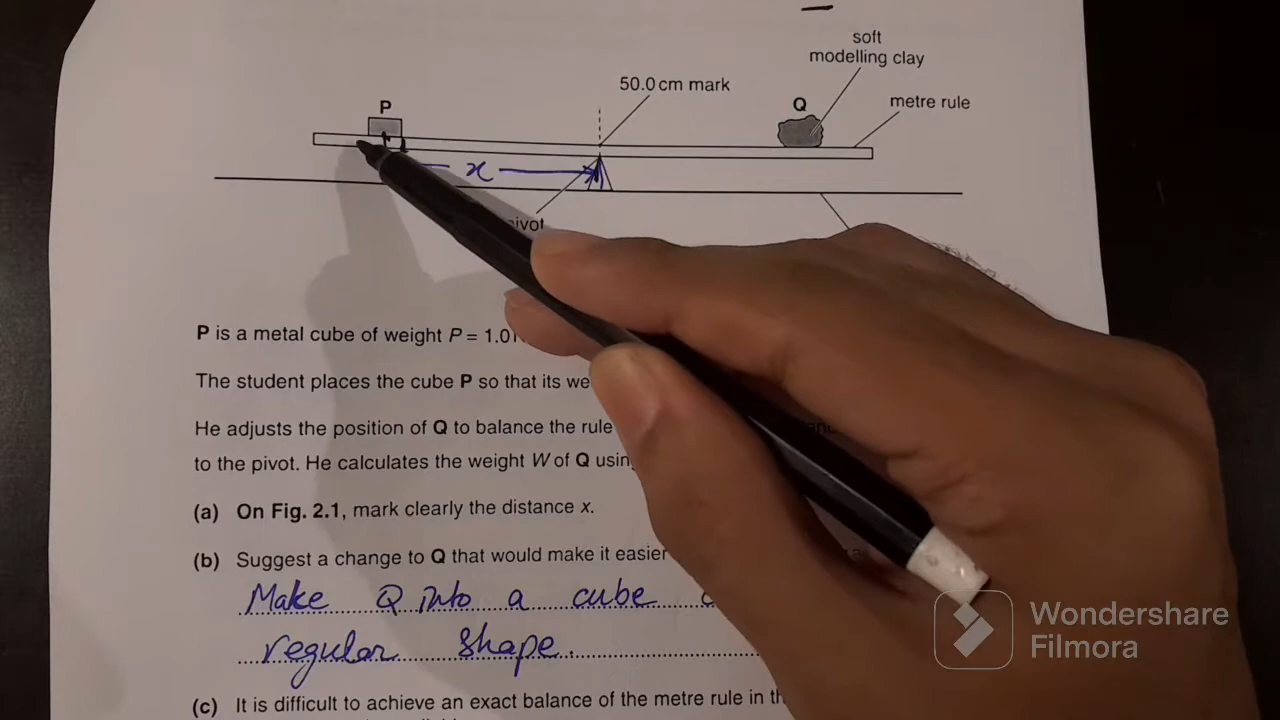 soft
modelling clay
50.0 cm mark
P
Q
metre rule
x
pivot
P is a metal cube of weight P = 1.0
The student places the cube P so that its
He adjusts the position of Q to balance the rule
to the pivot. He calculates the weight W of Q using
(a) On Fig. 2.1, mark clearly the distance x.
(b) Suggest a change to Q that would make it easier
Make Q into a cube
regular shape.
(c) It is difficult to achieve an exact balance of the metre rule in
Wondershare
Filmora